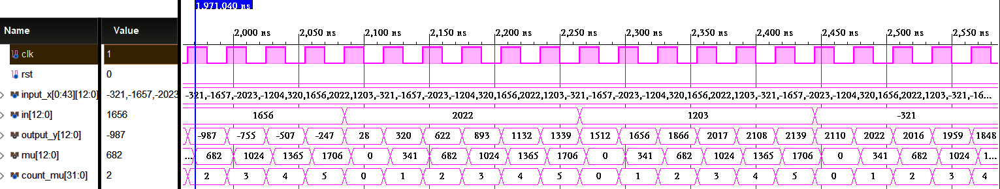 1,971.040 ns
Name Value 2,000 ns 2,050 ns 2,100 ns 2,150 ns 2,200 ns 2,250 ns 2,300 ns 2,350 ns 2,400 ns 2,450 ns 2,500 ns 2,550 ns
clk 1
rst 0
input_x[0:43][12:0] -321,-1657,-2023 -321,-1657,-2023,-1204,320,1656,2022,1203,-321,-1657,-2023,-1204,320,1656,2022,1203,-321,-1657,-2023,-1204,320,1656,2022,1203,-321,-16...
in[12:0] 1656 1656 2022 1203 -321
output_y[12:0] -987 -987 -755 -507 -247 28 320 622 893 1132 1339 1512 1656 1866 2017 2108 2139 2110 2022 2016 1959 1848
mu[12:0] 682 ... 682 1024 1365 1706 0 341 682 1024 1365 1706 0 341 682 1024 1365 1706 0 341 682 1024 1...
count_mu[31:0] 2 2 3 4 5 0 1 2 3 4 5 0 1 2 3 4 5 0 1 2 3 4